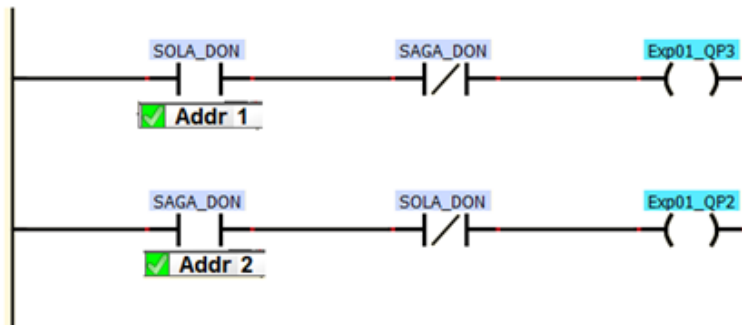 SOLA_DON SAGA_DON Exp01_QP3
Addr 1
SAGA_DON SOLA_DON Exp01_QP2
Addr 2